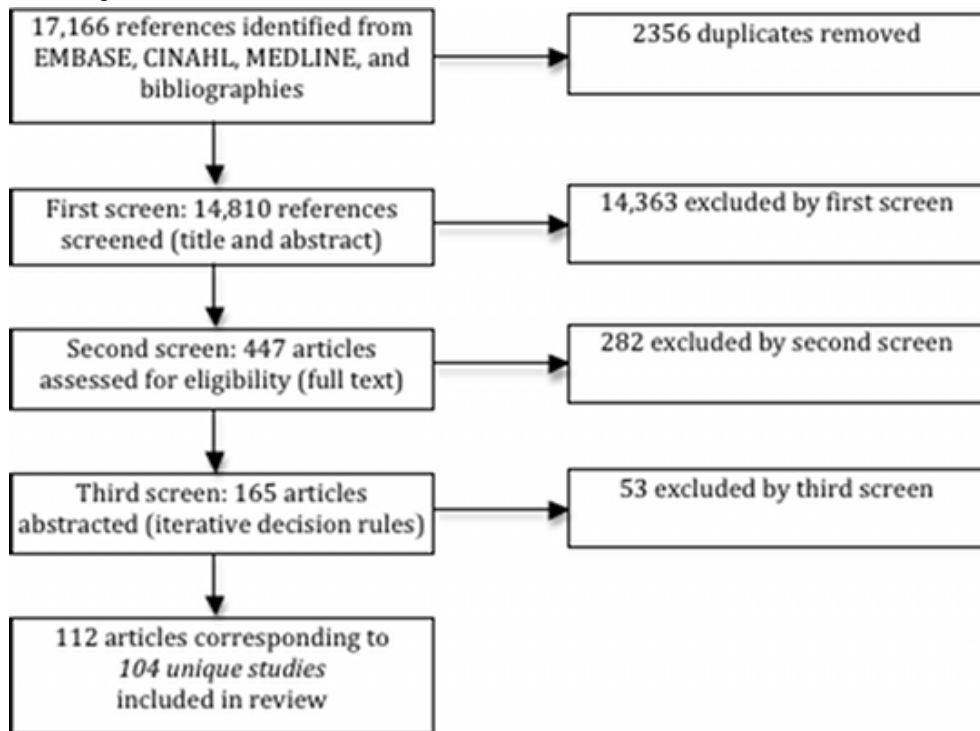 17,166 references identified from
EMBASE, CINAHL, MEDLINE, and
bibliographies
2356 duplicates removed
First screen: 14,810 references
screened (title and abstract)
14,363 excluded by first screen
Second screen: 447 articles
assessed for eligibility (full text)
282 excluded by second screen
Third screen: 165 articles
abstracted (iterative decision rules)
53 excluded by third screen
112 articles corresponding to
104 unique studies
included in review